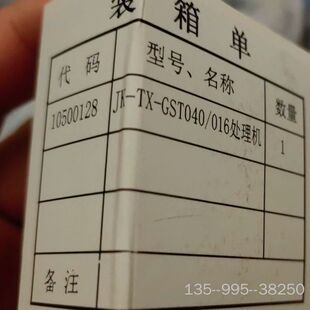 装箱单
代码 型号、名称 数量
10500128 JK-TX-GST040/016处理机 1
备注
135--995--38250